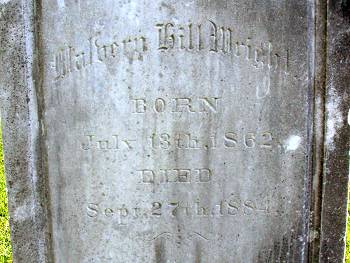 Malvern Hill Wright
BORN
July 13th, 1862.
DIED
Sept. 27th, 1884.